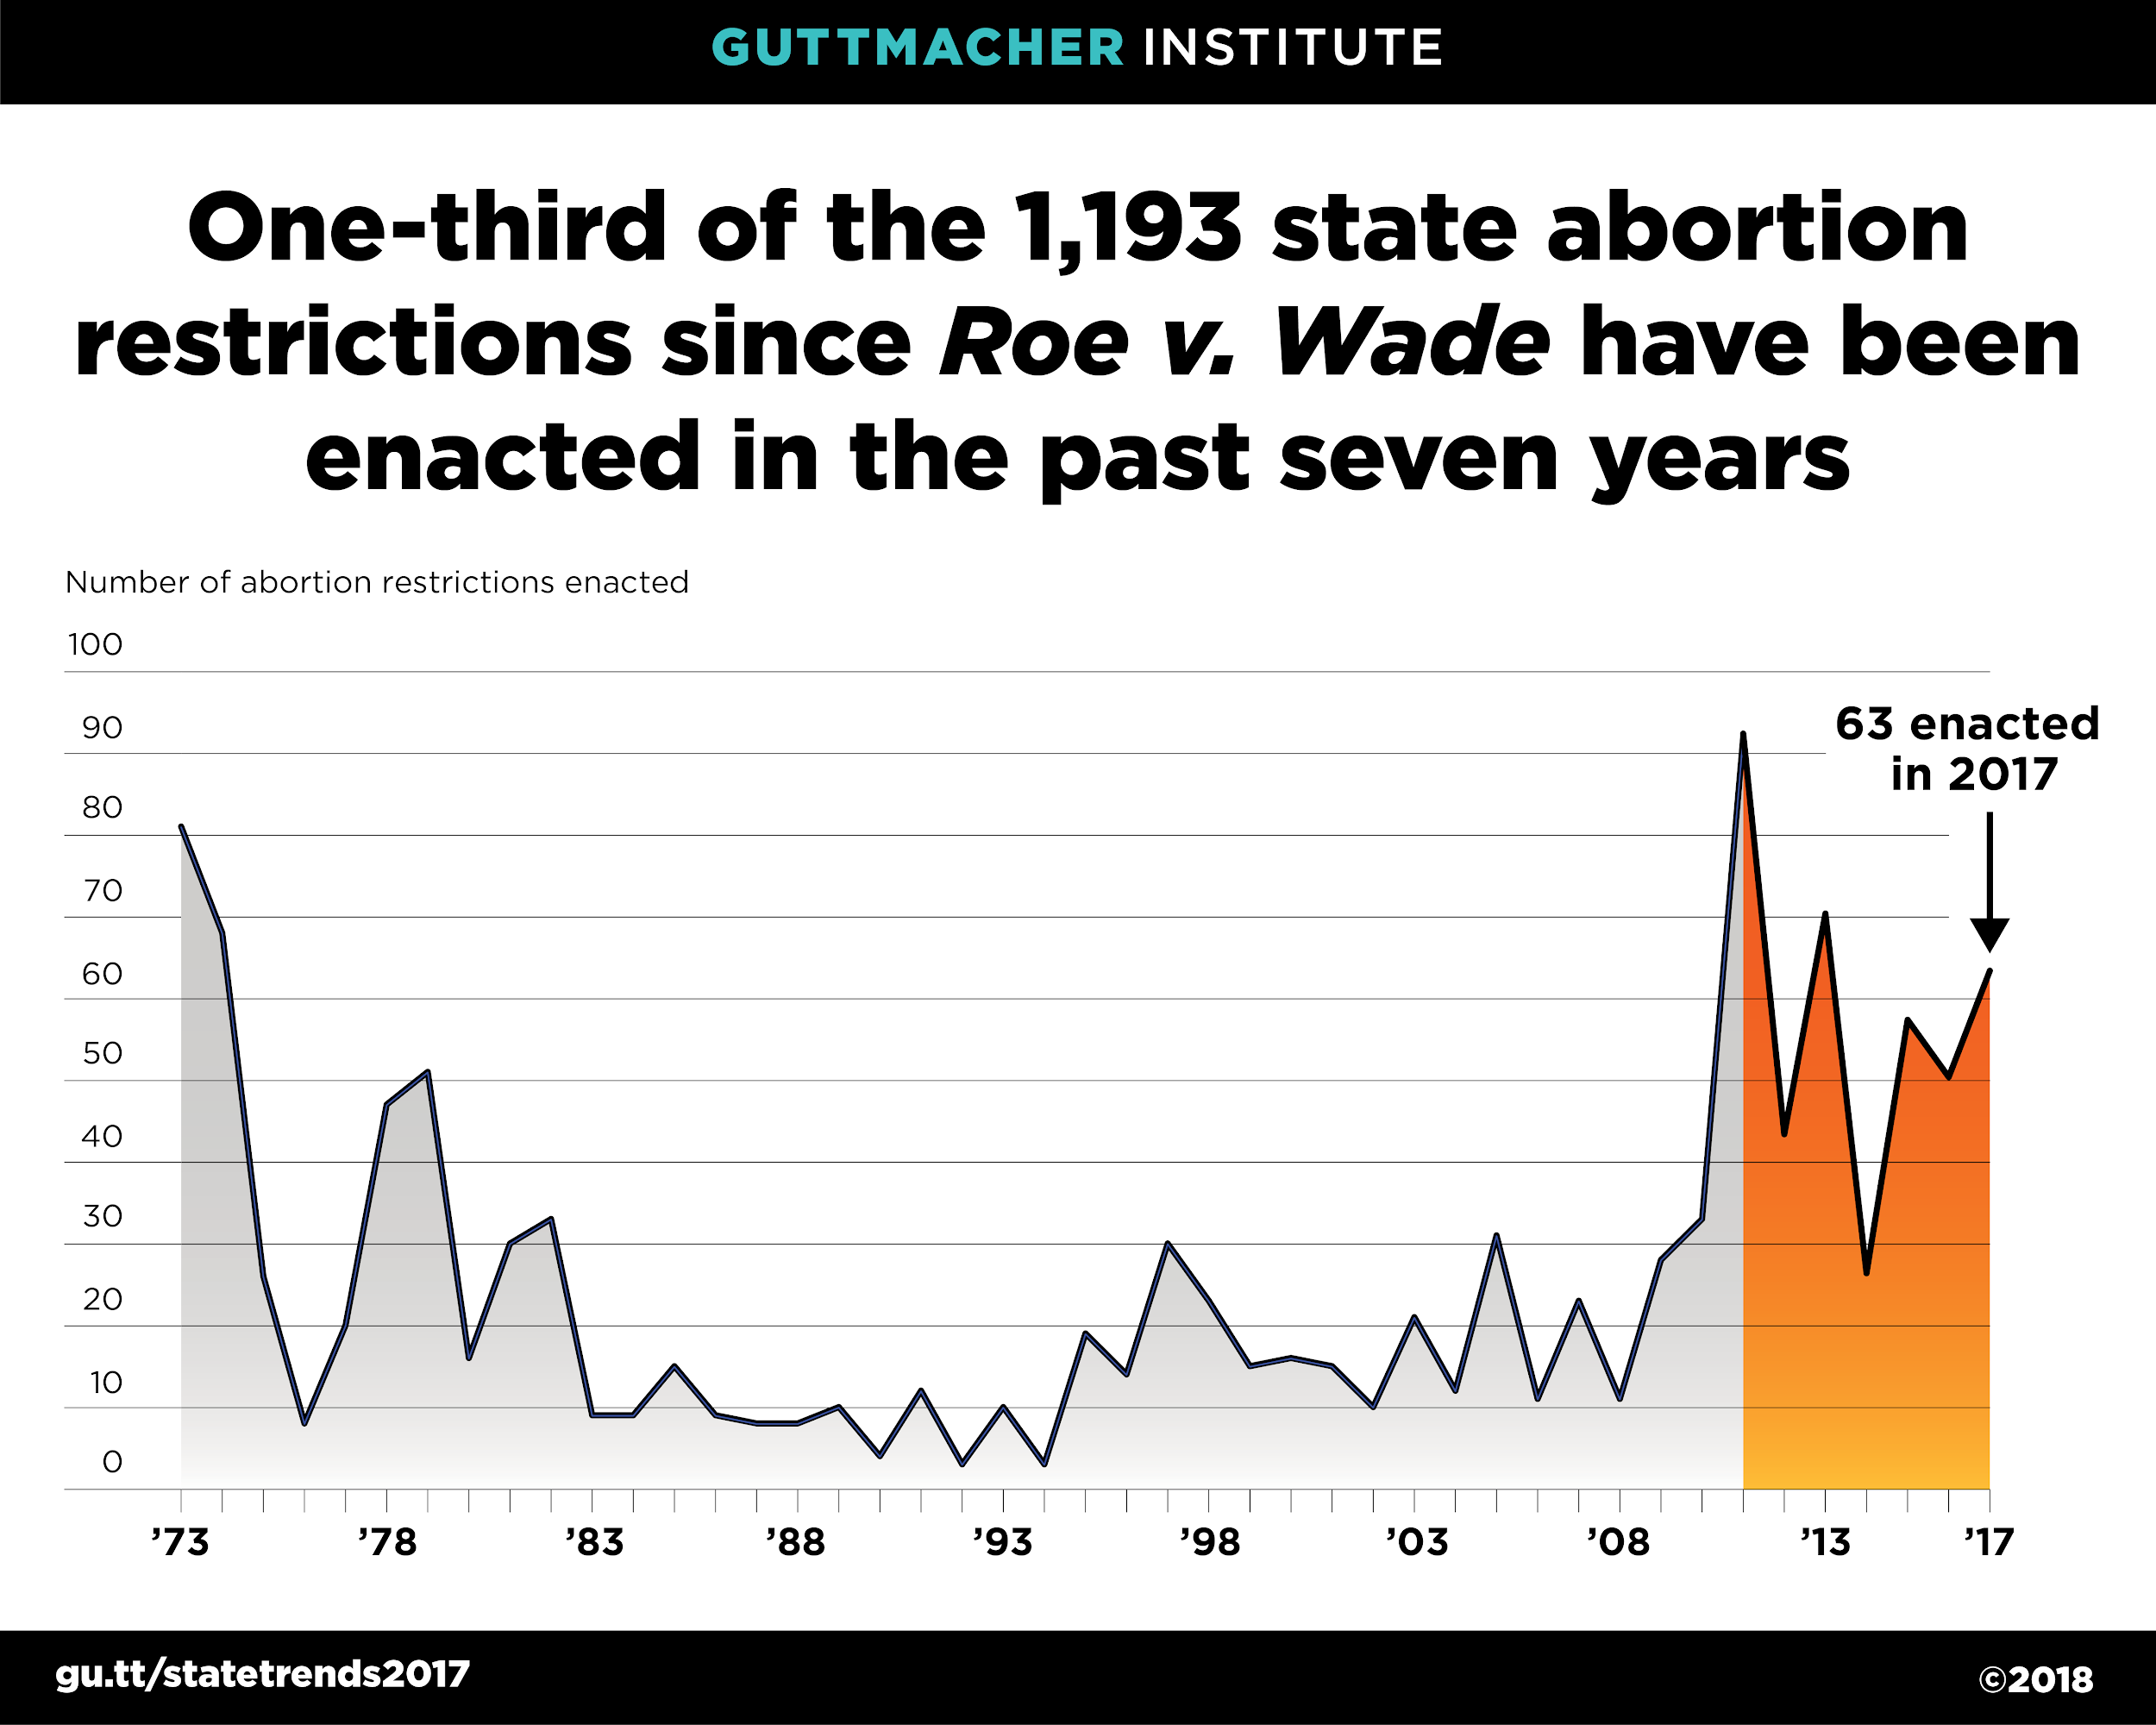 GUTTMACHER INSTITUTE
One-third of the 1,193 state abortion
restrictions since Roe v. Wade have been
enacted in the past seven years
Number of abortion restrictions enacted
100
90
80
70
60
50
40
30
20
10
0
63 enacted
in 2017
’73 ’78 ’83 ’88 ’93 ’98 ’03 ’08 ’13 ’17
gu.tt/statetrends2017
©2018